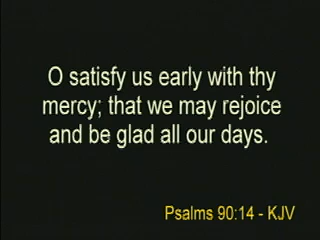 O satisfy us early with thy
mercy; that we may rejoice
and be glad all our days.
Psalms 90:14 - KJV